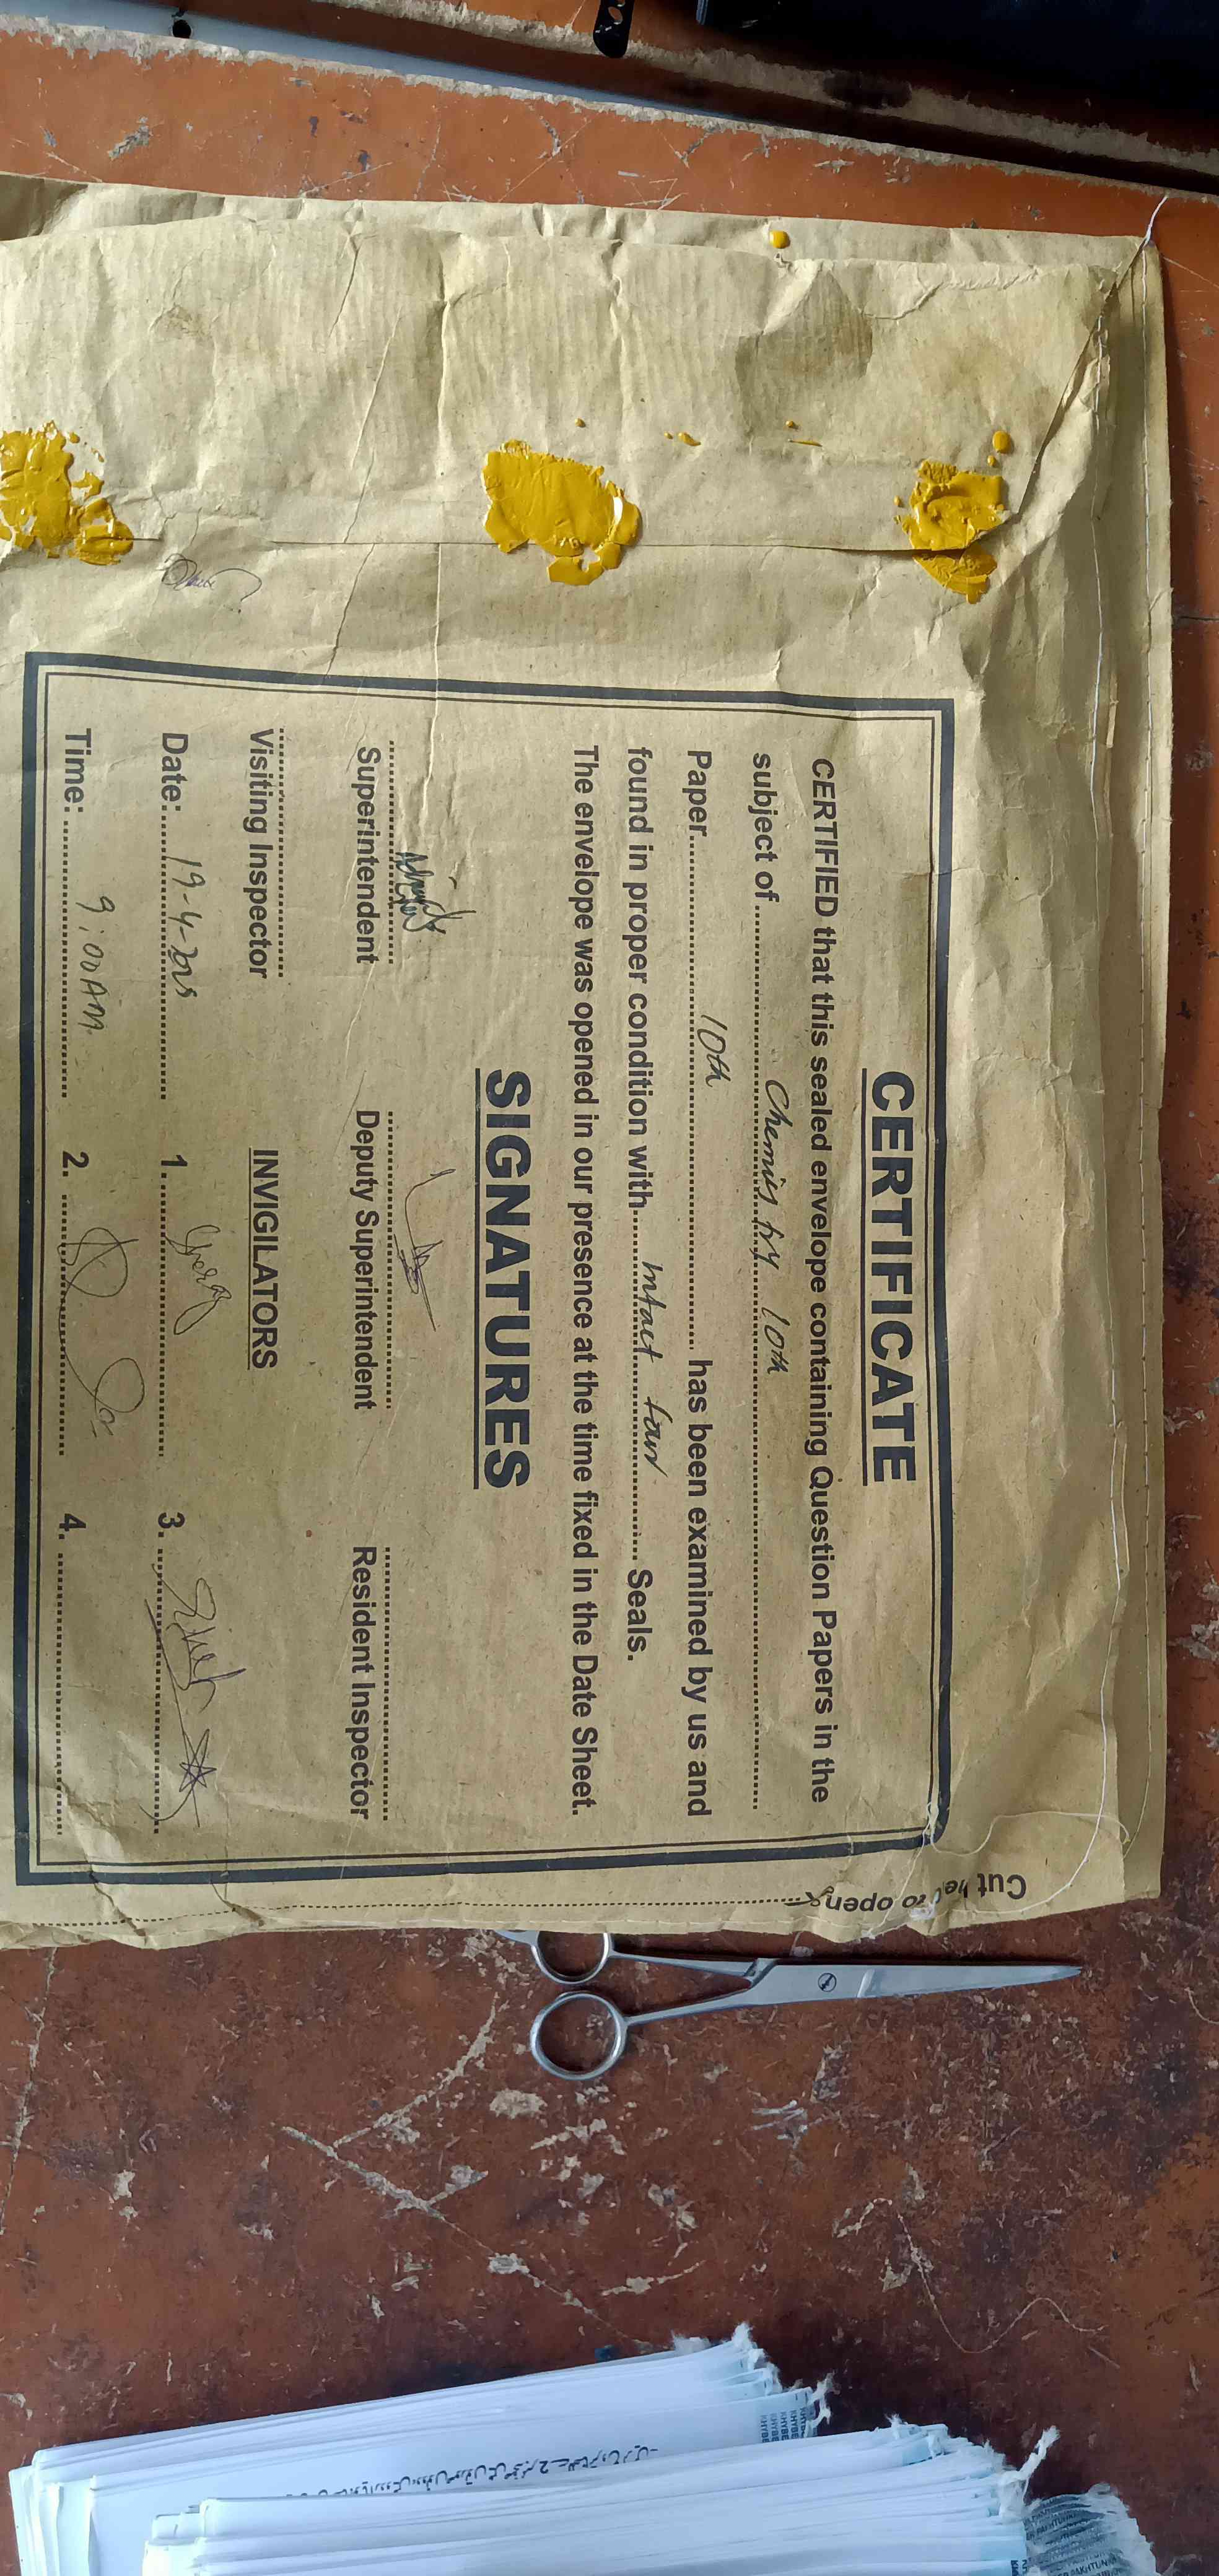 CERTIFICATE
CERTIFIED that this sealed envelope containing Question Papers in the
subject of Chemistry 10th
Paper 10th has been examined by us and
found in proper condition with intact four Seals.
The envelope was opened in our presence at the time fixed in the Date Sheet.
SIGNATURES
Superintendent Deputy Superintendent Resident Inspector
Visiting Inspector INVIGILATORS
Date: 19-4-2025 1. 3.
Time: 9:00 AM 2. 4.
Cut here to open